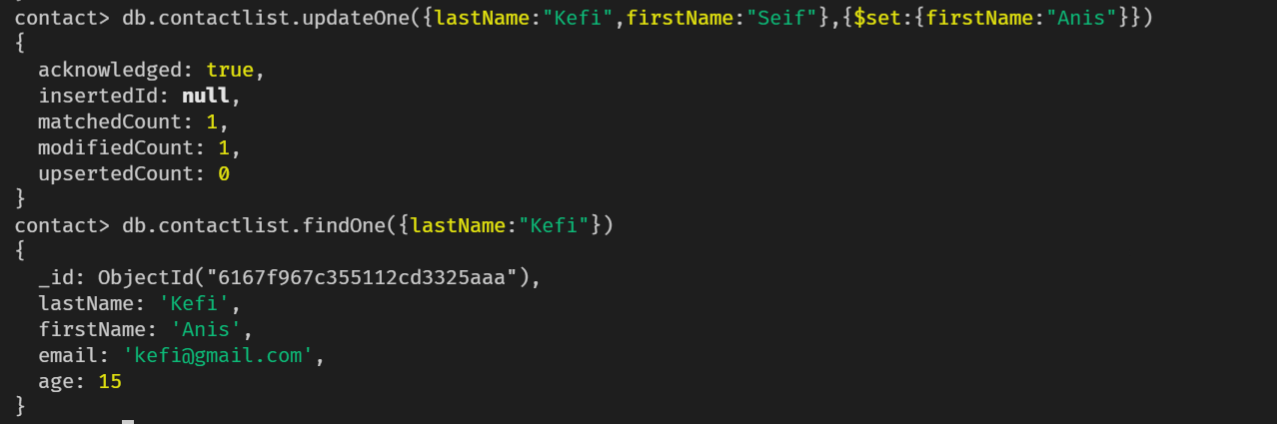 contact> db.contactlist.updateOne({lastName:"Kefi",firstName:"Seif"},{$set:{firstName:"Anis"}})
{
  acknowledged: true,
  insertedId: null,
  matchedCount: 1,
  modifiedCount: 1,
  upsertedCount: 0
}
contact> db.contactlist.findOne({lastName:"Kefi"})
{
  _id: ObjectId("6167f967c355112cd3325aaa"),
  lastName: 'Kefi',
  firstName: 'Anis',
  email: 'kefi@gmail.com',
  age: 15
}